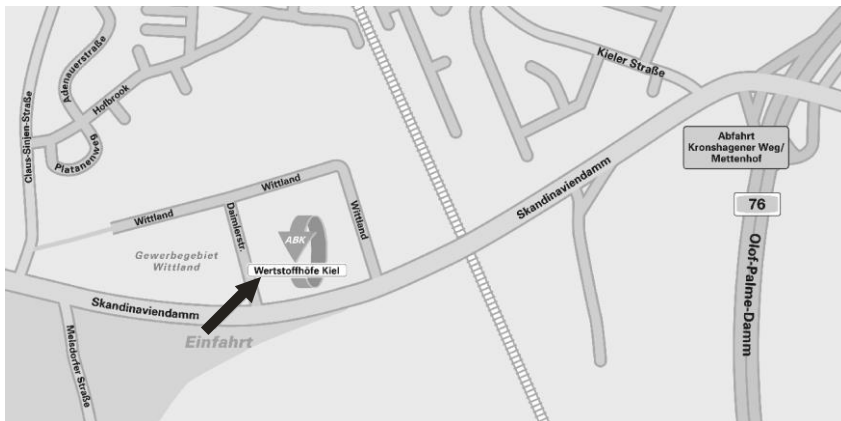 Claus-Sinjen-Straße
Adenauerstraße
Hofbrook
Platanenweg
Kieler Straße
Abfahrt
Kronshagener Weg/
Mettenhof
76
Olof-Palme-Damm
Skandinaviendamm
Wittland
Wittland
Wittland
Daimlerstr.
ABK
Wertstoffhöfe Kiel
Gewerbegebiet
Wittland
Skandinaviendamm
Einfahrt
Melsdorfer Straße